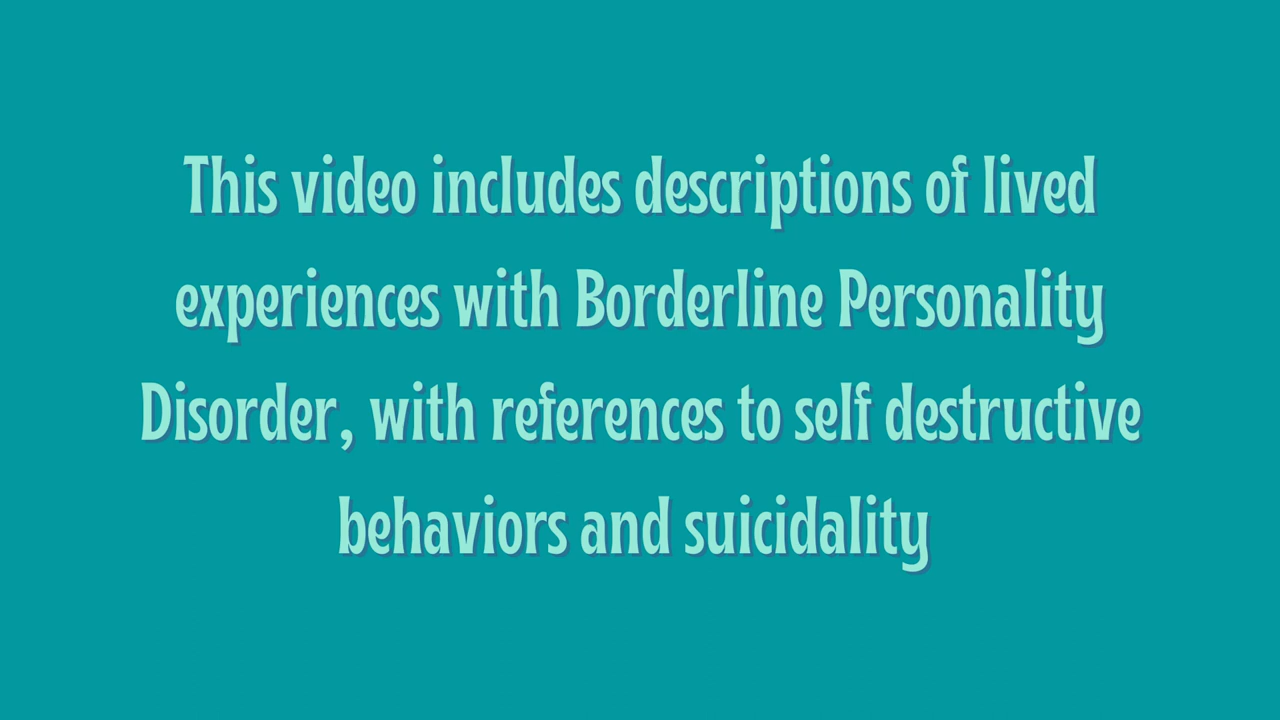 This video includes descriptions of lived
experiences with Borderline Personality
Disorder, with references to self destructive
behaviors and suicidality